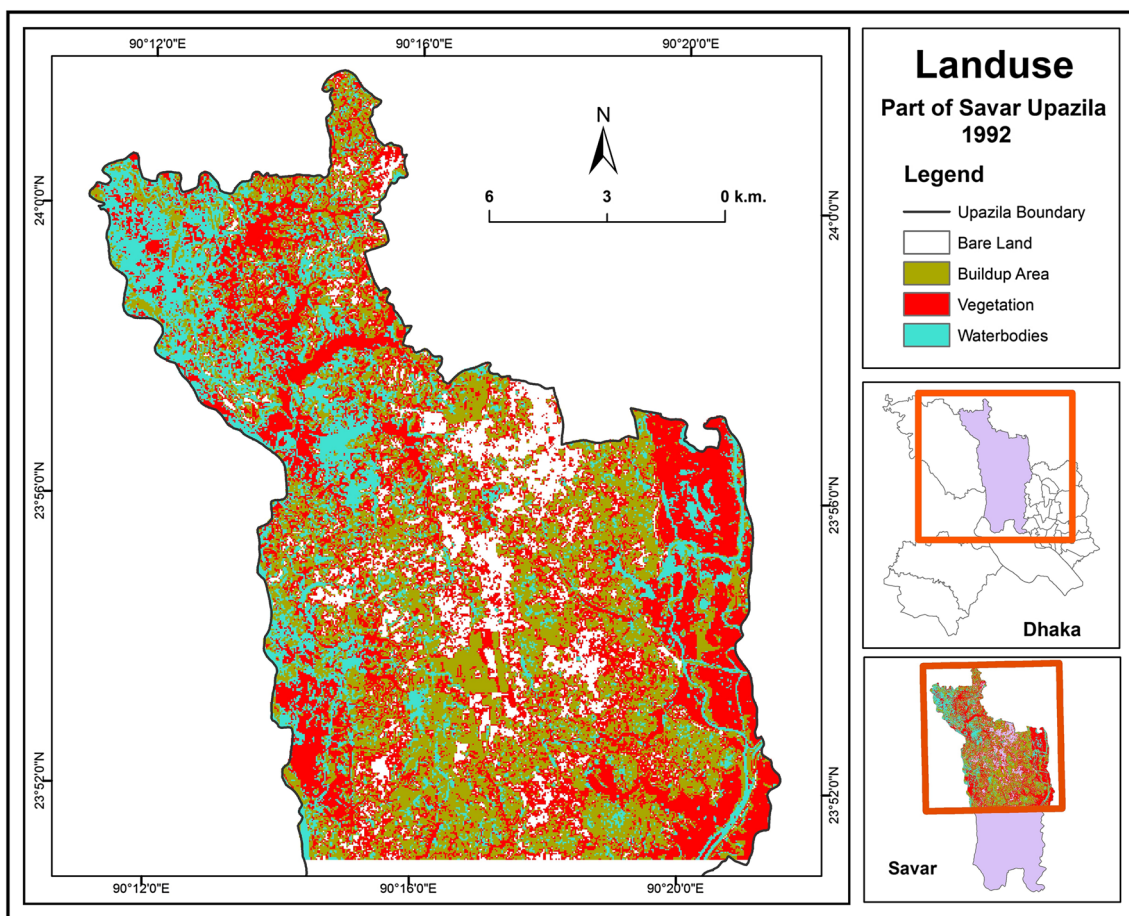 90°12'0"E
90°16'0"E
90°20'0"E
N
6
3
0 k.m.
24°0'0"N
23°56'0"N
23°52'0"N
24°0'0"N
23°56'0"N
23°52'0"N
90°12'0"E
90°16'0"E
90°20'0"E
Landuse
Part of Savar Upazila
1992
Legend
Upazila Boundary
Bare Land
Buildup Area
Vegetation
Waterbodies
Dhaka
Savar